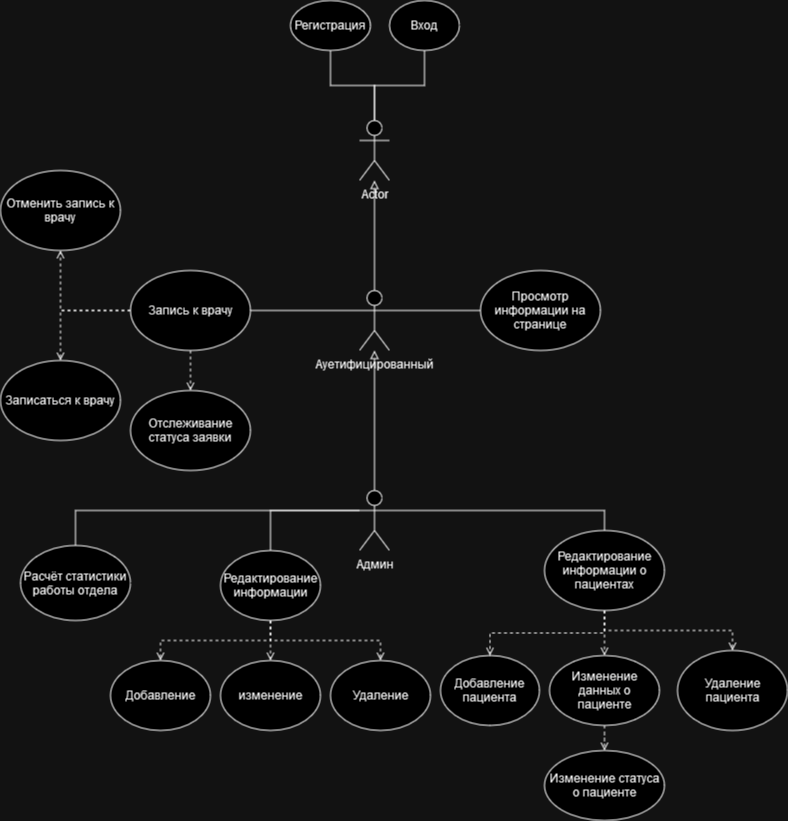 Регистрация
Вход
Actor
Отменить запись к
врачу
Запись к врачу
Просмотр
информации на
странице
Ауетифицированный
Записаться к врачу
Отслеживание
статуса заявки
Админ
Расчёт статистики
работы отдела
Редактирование
информации
Редактирование
информации о
пациентах
Добавление
изменение
Удаление
Добавление
пациента
Изменение
данных о
пациенте
Удаление
пациента
Изменение статуса
о пациенте